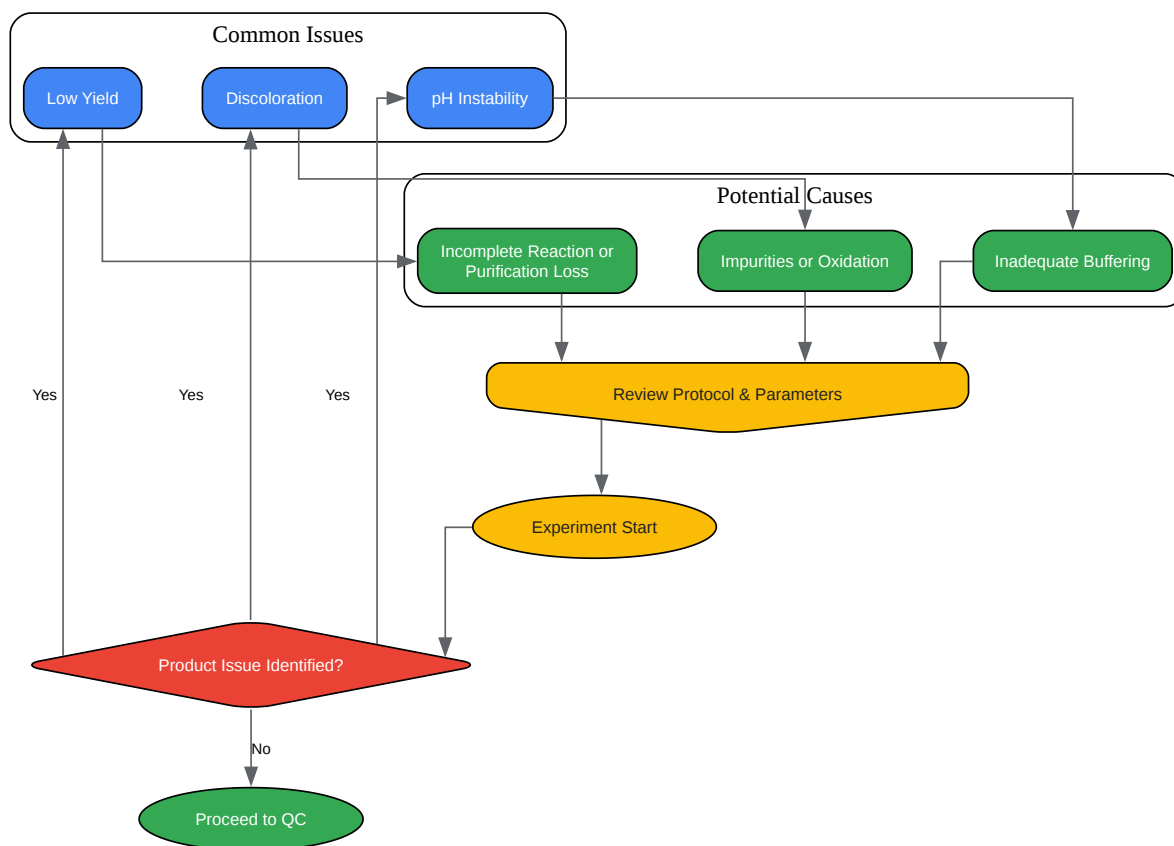 Common Issues
Low Yield
Discoloration
pH Instability
Potential Causes
Incomplete Reaction or
Purification Loss
Impurities or Oxidation
Inadequate Buffering
Yes
Yes
Yes
Review Protocol & Parameters
Experiment Start
Product Issue Identified?
No
Proceed to QC